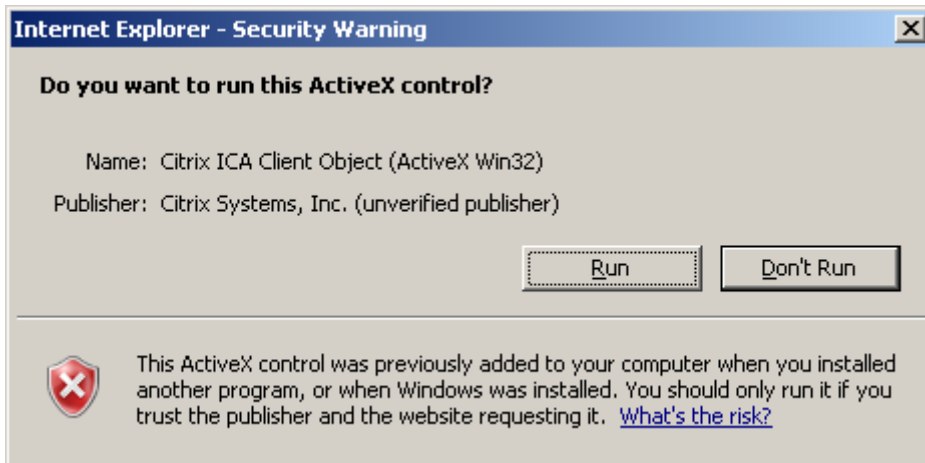 Internet Explorer - Security Warning
Do you want to run this ActiveX control?
Name: Citrix ICA Client Object (ActiveX Win32)
Publisher: Citrix Systems, Inc. (unverified publisher)
Run Don't Run
This ActiveX control was previously added to your computer when you installed
another program, or when Windows was installed. You should only run it if you
trust the publisher and the website requesting it. What's the risk?